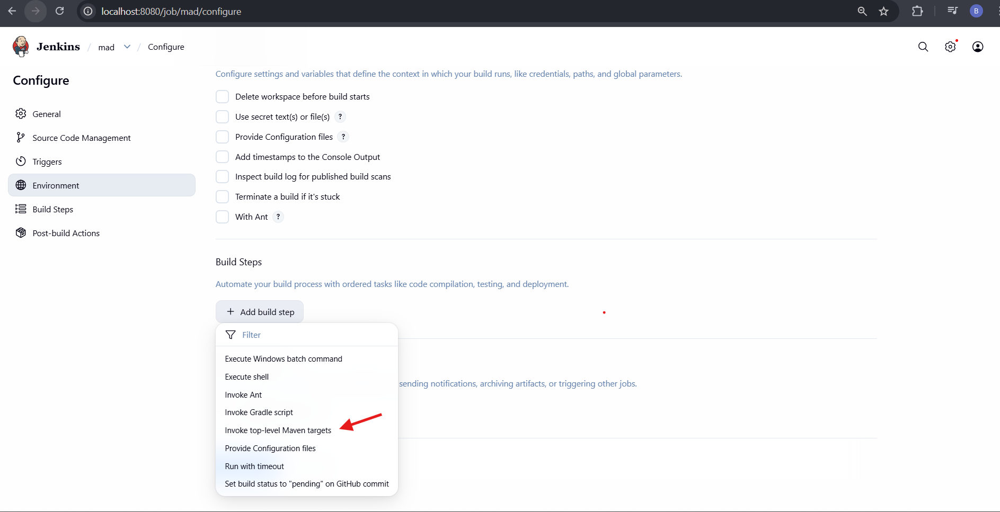 localhost:8080/job/mad/configure
B
Jenkins / mad / Configure
Configure
General
Source Code Management
Triggers
Environment
Build Steps
Post-build Actions
Configure settings and variables that define the context in which your build runs, like credentials, paths, and global parameters.
Delete workspace before build starts
Use secret text(s) or file(s) ?
Provide Configuration files ?
Add timestamps to the Console Output
Inspect build log for published build scans
Terminate a build if it's stuck
With Ant ?
Build Steps
Automate your build process with ordered tasks like code compilation, testing, and deployment.
+ Add build step
Filter
Execute Windows batch command
Execute shell
Invoke Ant
Invoke Gradle script
Invoke top-level Maven targets
Provide Configuration files
Run with timeout
Set build status to "pending" on GitHub commit
sending notifications, archiving artifacts, or triggering other jobs.